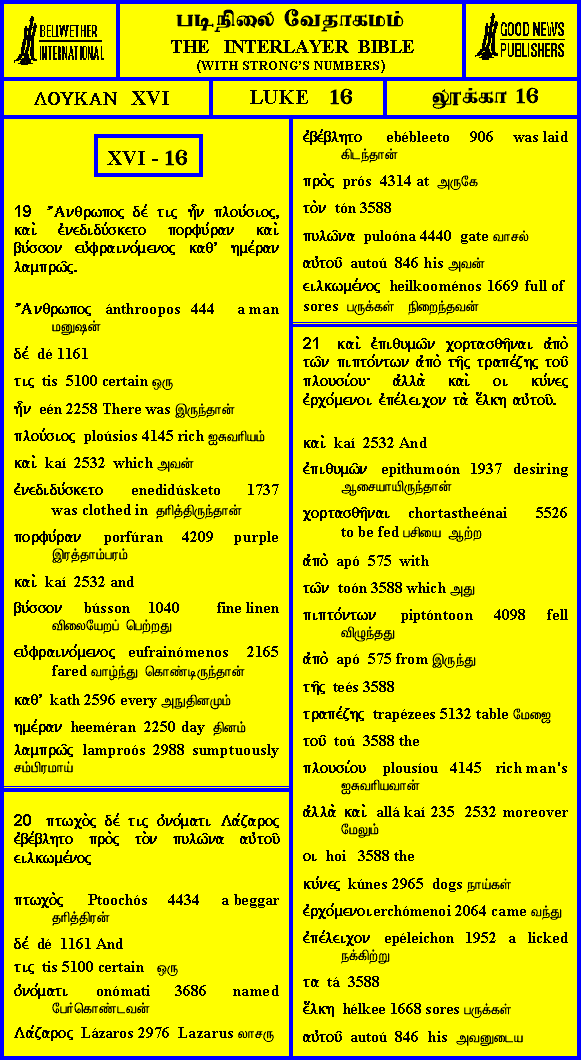 BELLWETHER
INTERNATIONAL
படிநிலை வேதாகமம்
THE INTERLAYER BIBLE
(WITH STRONG'S NUMBERS)
GOOD NEWS
PUBLISHERS
ΛΟΥΚΑΝ XVI
LUKE 16
லூக்கா 16
XVI - 16
19 Ἄνθρωπος δέ τις ἦν πλούσιος,
καὶ ἐνεδιδύσκετο πορφύραν καὶ
βύσσον εὐφραινόμενος καθ' ημέραν
λαμπρῶς.
Ἄνθρωπος ánthroopos 444 a man
மனுஷன்
δέ dé 1161
τις tis 5100 certain ஒரு
ἦν eén 2258 There was இருந்தான்
πλούσιος ploúsios 4145 rich ஐசுவரியம்
καὶ kaí 2532 which அவன்
ἐνεδιδύσκετο enedidúsketo 1737
was clothed in தரித்திருந்தான்
πορφύραν porfúran 4209 purple
இரத்தாம்பரம்
καὶ kaí 2532 and
βύσσον bússon 1040 fine linen
விலையேறப் பெற்றது
εὐφραινόμενος eufrainómenos 2165
fared வாழ்ந்து கொண்டிருந்தான்
καθ' kath 2596 every அநுதினமும்
ημέραν heeméran 2250 day தினம்
λαμπρῶς lamproós 2988 sumptuously
சம்பிரமாய்
20 πτωχὸς δέ τις ὀνόματι Λάζαρος
ἐβέβλητο πρὸς τὸν πυλῶνα αὐτοῦ
ειλκωμένος
πτωχὸς Ptoochós 4434 a beggar
தரித்திரன்
δέ dé 1161 And
τις tis 5100 certain ஒரு
ὀνόματι onómati 3686 named
பேர்கொண்டவன்
Λάζαρος Lázaros 2976 Lazarus லாசரு
ἐβέβλητο ebébleeto 906 was laid
கிடந்தான்
πρὸς prós 4314 at அருகே
τὸν tón 3588
πυλῶνα puloóna 4440 gate வாசல்
αὐτοῦ autoú 846 his அவன்
ειλκωμένος heilkooménos 1669 full of
sores பருக்கள் நிறைந்தவன்
21 καὶ ἐπιθυμῶν χορτασθῆναι ἀπὸ
τῶν πιπτόντων ἀπὸ τῆς τραπέζης τοῦ
πλουσίου· ἀλλὰ καὶ οι κύνες
ἐρχόμενοι ἐπέλειχον τὰ ἕλκη αὐτοῦ.
καὶ kaí 2532 And
ἐπιθυμῶν epithumoón 1937 desiring
ஆசையாயிருந்தான்
χορτασθῆναι chortastheénai 5526
to be fed பசியை ஆற்ற
ἀπὸ apó 575 with
τῶν toón 3588 which அது
πιπτόντων piptóntoon 4098 fell
விழுந்தது
ἀπὸ apó 575 from இருந்து
τῆς teés 3588
τραπέζης trapézees 5132 table மேஜை
τοῦ toú 3588 the
πλουσίου plousíou 4145 rich man's
ஐசுவரியவான்
ἀλλὰ καὶ allá kaí 235 2532 moreover
மேலும்
οι hoi 3588 the
κύνες kúnes 2965 dogs நாய்கள்
ἐρχόμενοι erchómenoi 2064 came வந்து
ἐπέλειχον epéleichon 1952 a licked
நக்கிற்று
τα tá 3588
ἕλκη hélkee 1668 sores பருக்கள்
αὐτοῦ autoú 846 his அவனுடைய